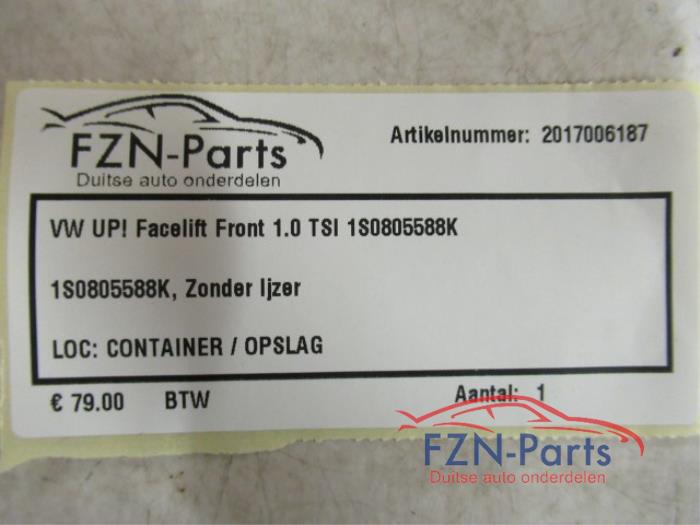 FZN-Parts
Duitse auto onderdelen
Artikelnummer: 2017006187
VW UP! Facelift Front 1.0 TSI 1S0805588K
1S0805588K, Zonder Ijzer
LOC: CONTAINER / OPSLAG
€ 79.00 BTW
Aantal: 1
FZN-Parts
Duitse auto onderdelen